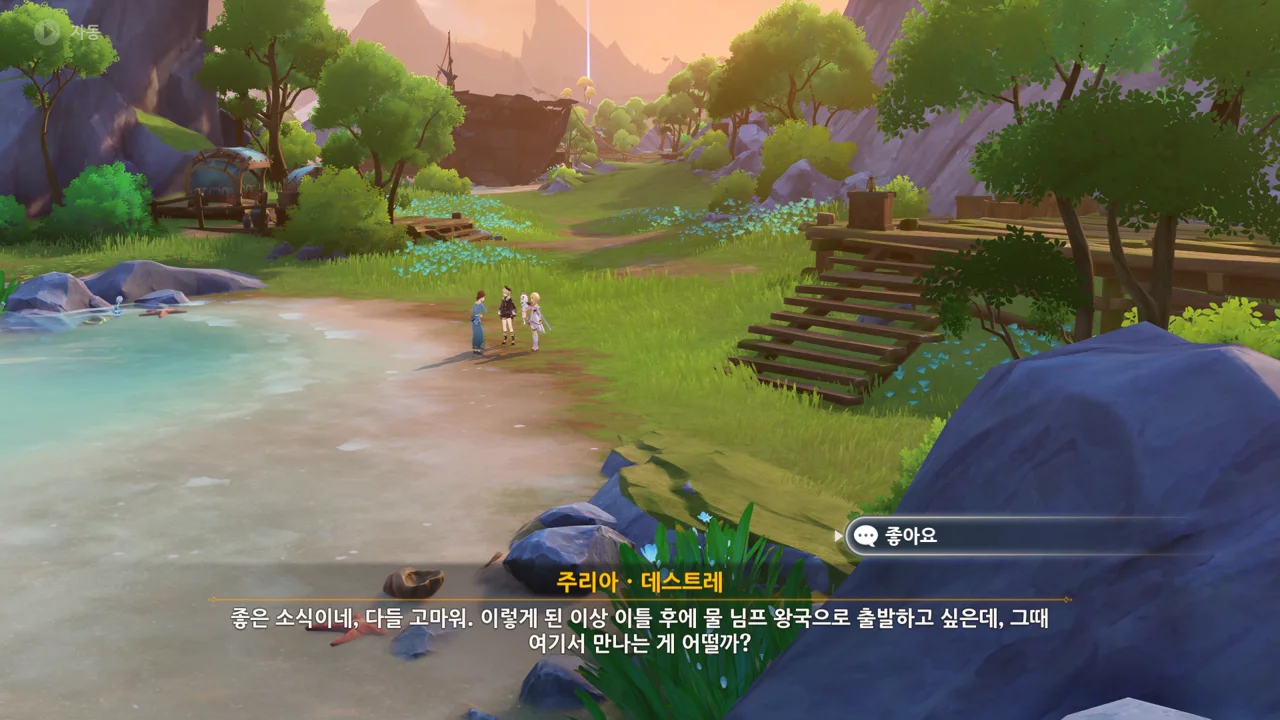 자동
좋아요
주리아·데스트레
좋은 소식이네, 다들 고마워. 이렇게 된 이상 이틀 후에 물 님프 왕국으로 출발하고 싶은데, 그때
여기서 만나는 게 어떨까?